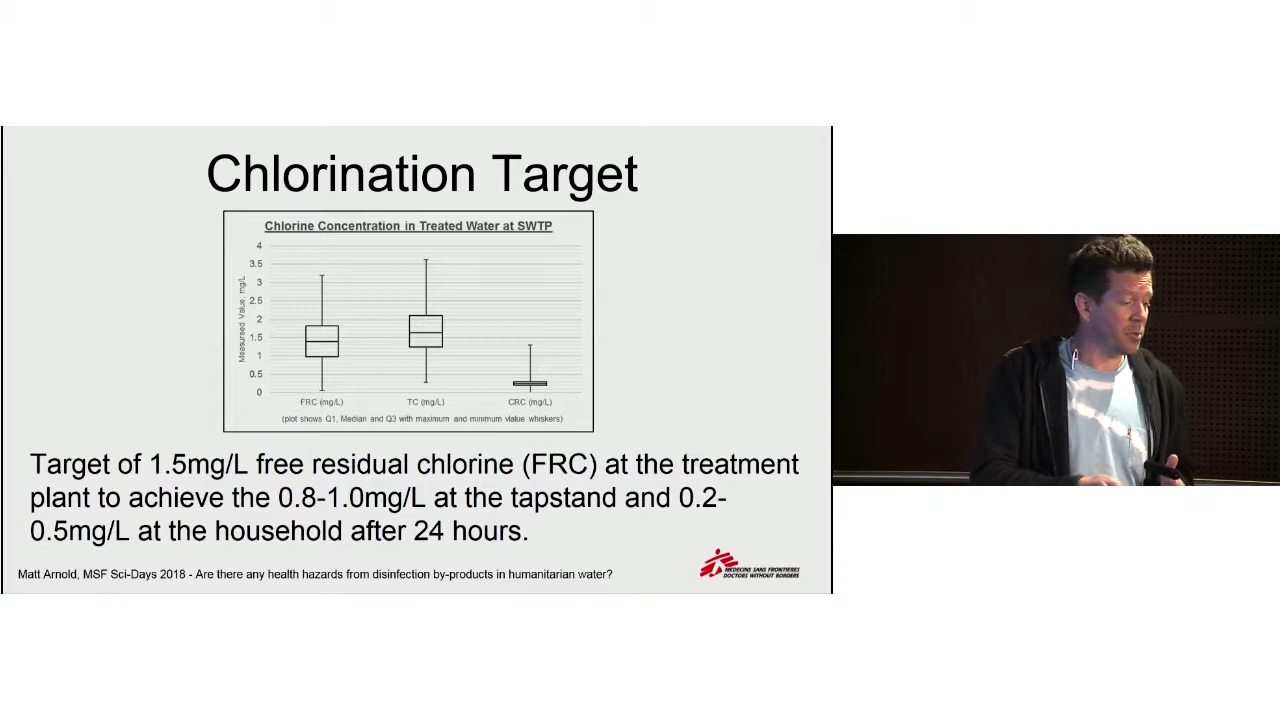 Chlorination Target
Chlorine Concentration in Treated Water at SWTP
4
3.5
3
2.5
2
1.5
1
0.5
0
Measureed Value, mg/L
FRC (mg/L) TC (mg/L) CRC (mg/L)
(plot shows Q1, Median and Q3 with maximum and minimum vlalue whiskers)
Target of 1.5mg/L free residual chlorine (FRC) at the treatment
plant to achieve the 0.8-1.0mg/L at the tapstand and 0.2-
0.5mg/L at the household after 24 hours.
Matt Arnold, MSF Sci-Days 2018 - Are there any health hazards from disinfection by-products in humanitarian water?
MEDECINS SANS FRONTIERES
DOCTORS WITHOUT BORDERS